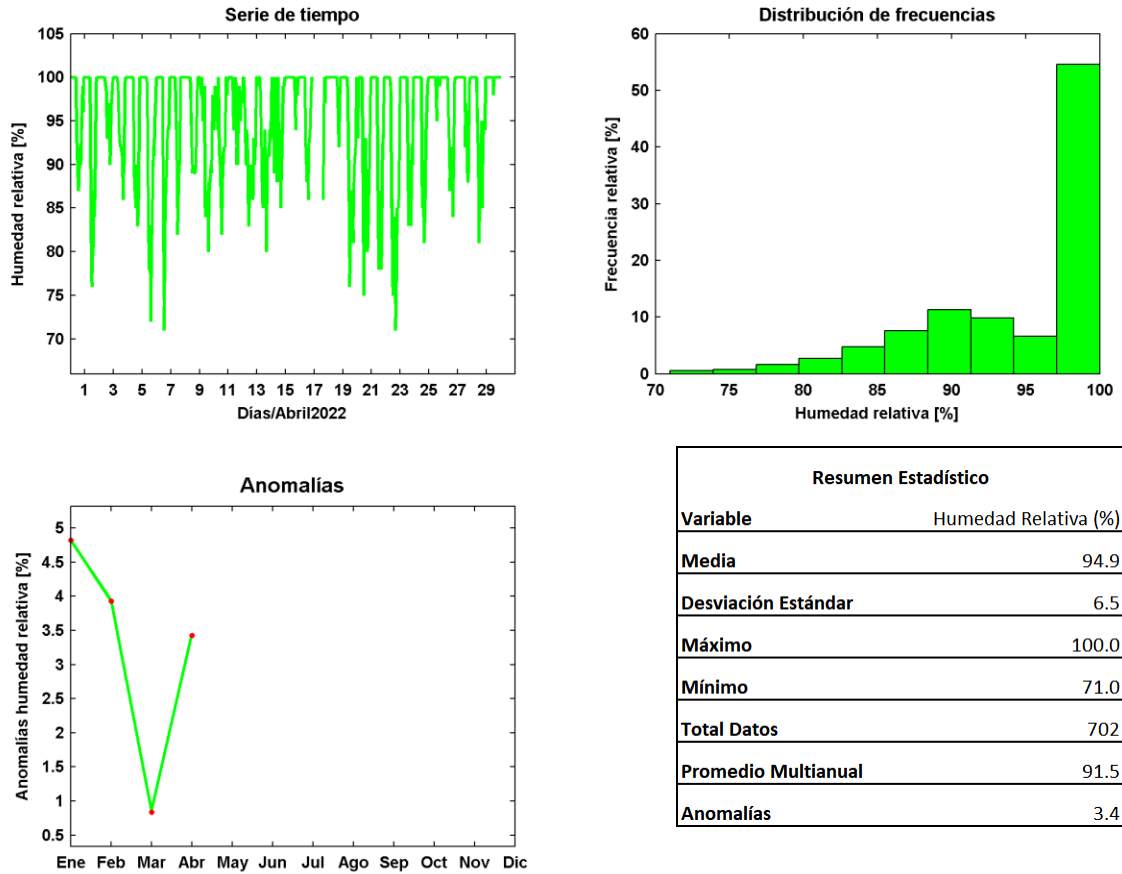 Serie de tiempo
105
100
95
90
85
80
75
70
Humedad relativa [%]
1 3 5 7 9 11 13 15 17 19 21 23 25 27 29
Días/Abril2022
Distribución de frecuencias
60
50
40
30
20
10
0
Frecuencia relativa [%]
70 75 80 85 90 95 100
Humedad relativa [%]
Anomalías
5
4.5
4
3.5
3
2.5
2
1.5
1
0.5
Anomalías humedad relativa [%]
Ene Feb Mar Abr May Jun Jul Ago Sep Oct Nov Dic
Resumen Estadístico
Variable Humedad Relativa (%)
Media 94.9
Desviación Estándar 6.5
Máximo 100.0
Mínimo 71.0
Total Datos 702
Promedio Multianual 91.5
Anomalías 3.4